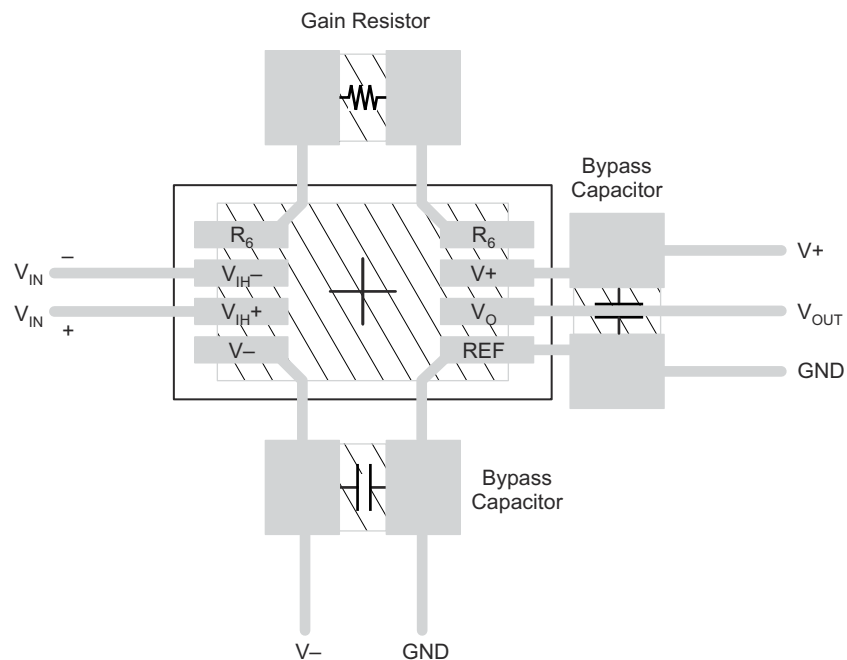 Gain Resistor
Bypass
Capacitor
R6
R6
V+
VIN –
VIH–
V+
VIN +
VIH+
VO
VOUT
V–
REF
GND
Bypass
Capacitor
V–
GND